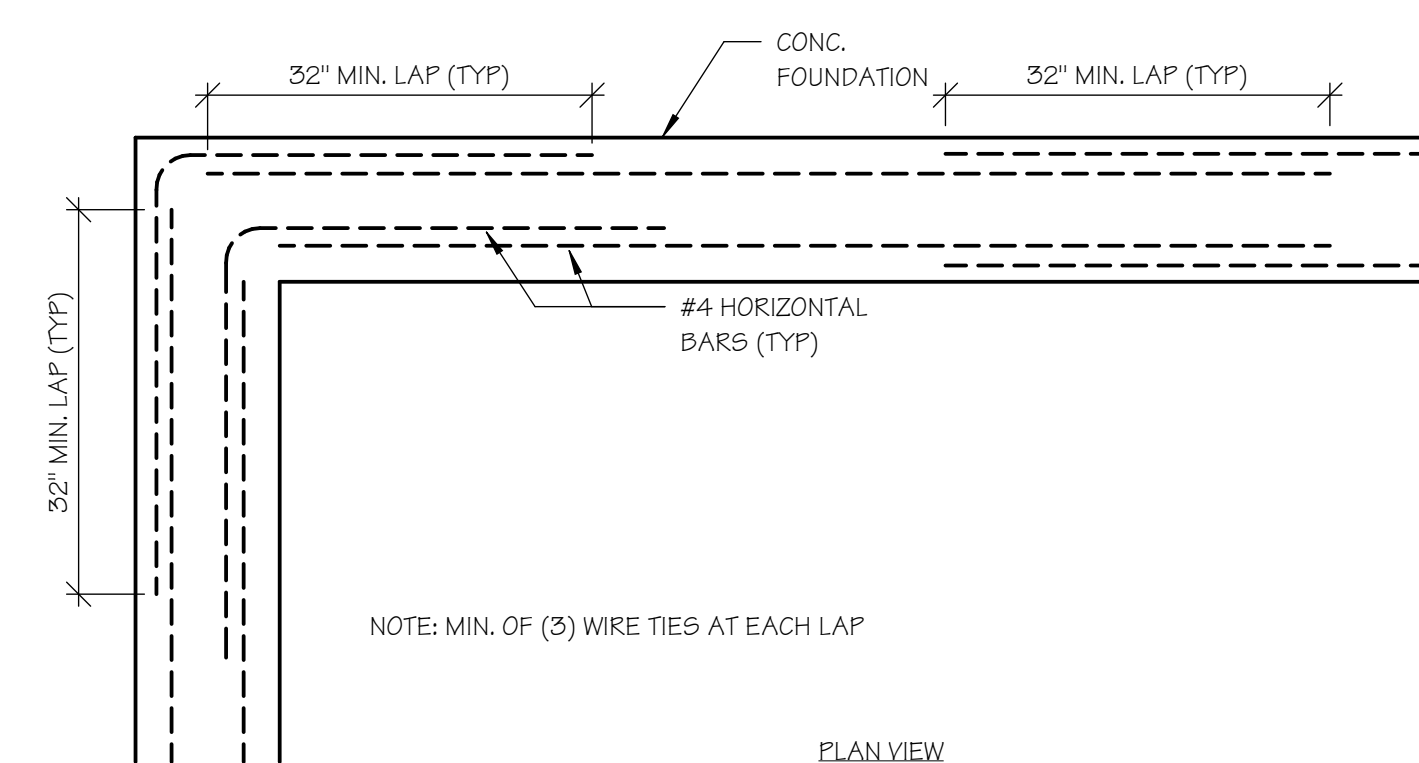 CONC.
FOUNDATION
32" MIN. LAP (TYP)
32" MIN. LAP (TYP)
32" MIN. LAP (TYP)
#4 HORIZONTAL
BARS (TYP)
NOTE: MIN. OF (3) WIRE TIES AT EACH LAP
PLAN VIEW